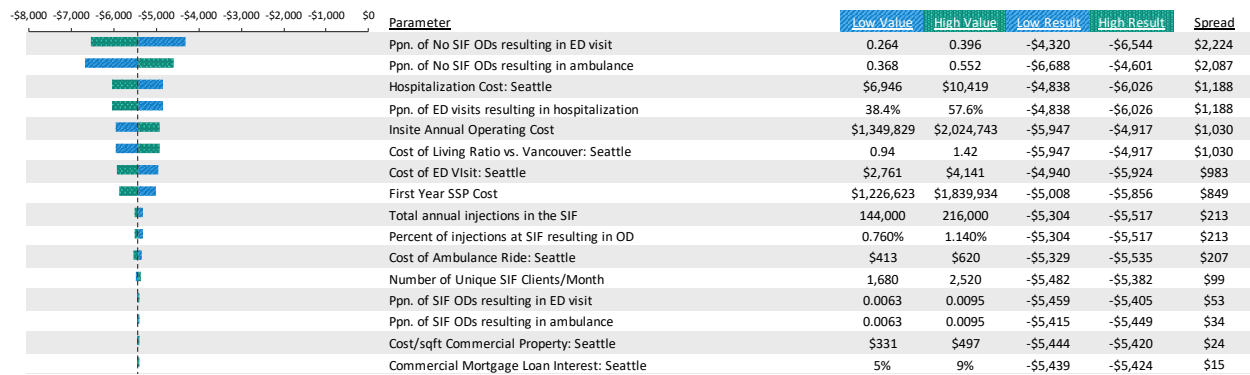 -$8,000 -$7,000 -$6,000 -$5,000 -$4,000 -$3,000 -$2,000 -$1,000 $0
Parameter Low Value High Value Low Result High Result Spread
Ppn. of No SIF ODs resulting in ED visit 0.264 0.396 -$4,320 -$6,544 $2,224
Ppn. of No SIF ODs resulting in ambulance 0.368 0.552 -$6,688 -$4,601 $2,087
Hospitalization Cost: Seattle $6,946 $10,419 -$4,838 -$6,026 $1,188
Ppn. of ED visits resulting in hospitalization 38.4% 57.6% -$4,838 -$6,026 $1,188
Insite Annual Operating Cost $1,349,829 $2,024,743 -$5,947 -$4,917 $1,030
Cost of Living Ratio vs. Vancouver: Seattle 0.94 1.42 -$5,947 -$4,917 $1,030
Cost of ED VIsit: Seattle $2,761 $4,141 -$4,940 -$5,924 $983
First Year SSP Cost $1,226,623 $1,839,934 -$5,008 -$5,856 $849
Total annual injections in the SIF 144,000 216,000 -$5,304 -$5,517 $213
Percent of injections at SIF resulting in OD 0.760% 1.140% -$5,304 -$5,517 $213
Cost of Ambulance Ride: Seattle $413 $620 -$5,329 -$5,535 $207
Number of Unique SIF Clients/Month 1,680 2,520 -$5,482 -$5,382 $99
Ppn. of SIF ODs resulting in ED visit 0.0063 0.0095 -$5,459 -$5,405 $53
Ppn. of SIF ODs resulting in ambulance 0.0063 0.0095 -$5,415 -$5,449 $34
Cost/sqft Commercial Property: Seattle $331 $497 -$5,444 -$5,420 $24
Commercial Mortgage Loan Interest: Seattle 5% 9% -$5,439 -$5,424 $15